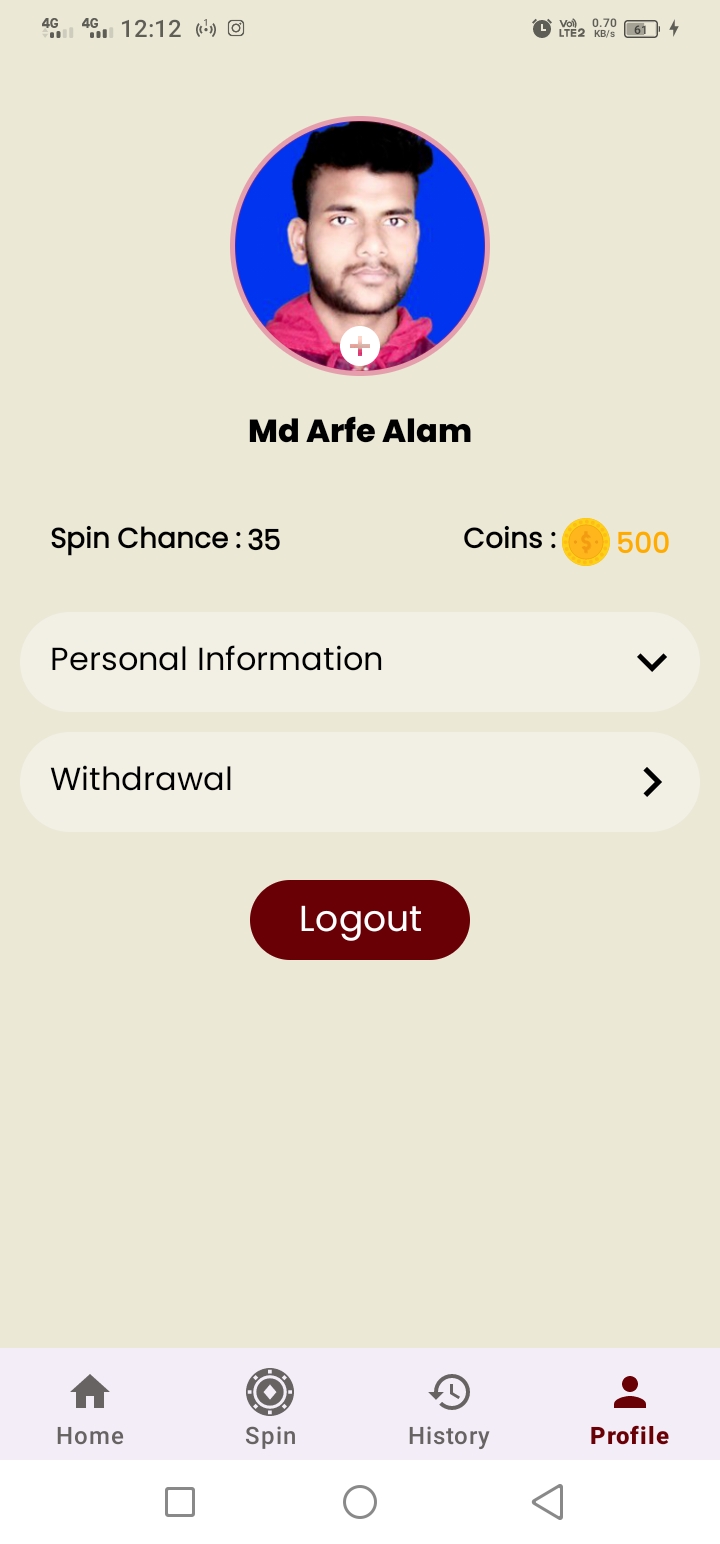 4G 4G 12:12 Vo) LTE2 0.70 KB/s 61
Md Arfe Alam
Spin Chance : 35 Coins : $ 500
Personal Information
Withdrawal
Logout
Home Spin History Profile